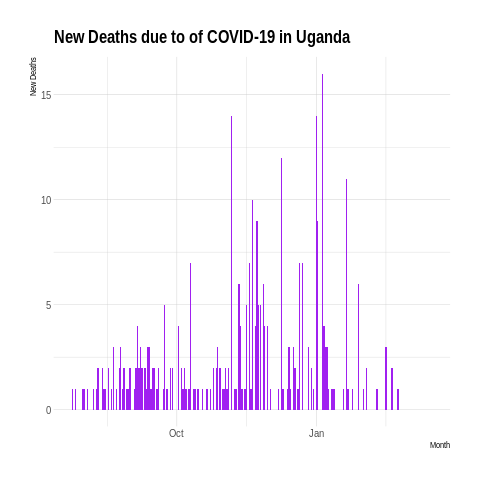 New Deaths due to of COVID-19 in Uganda
New Deaths
15
10
5
0
Oct
Jan
Month